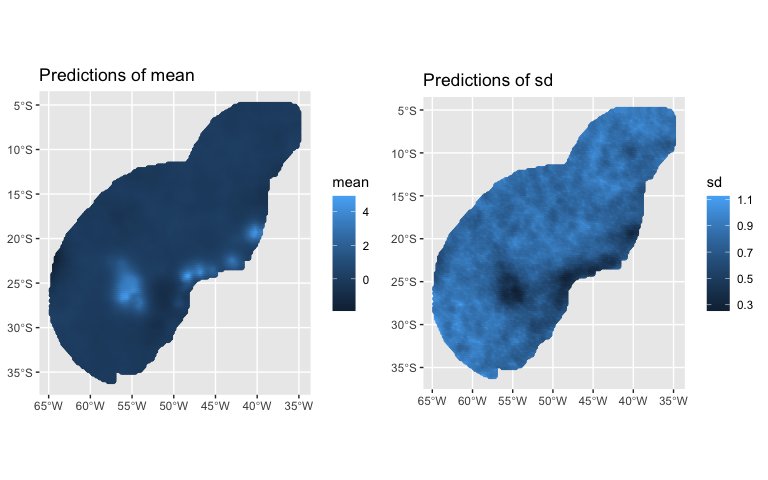 Predictions of mean
5°S
10°S
15°S
20°S
25°S
30°S
35°S
65°W 60°W 55°W 50°W 45°W 40°W 35°W
mean
4
2
0
Predictions of sd
5°S
10°S
15°S
20°S
25°S
30°S
35°S
65°W 60°W 55°W 50°W 45°W 40°W 35°W
sd
1.1
0.9
0.7
0.5
0.3